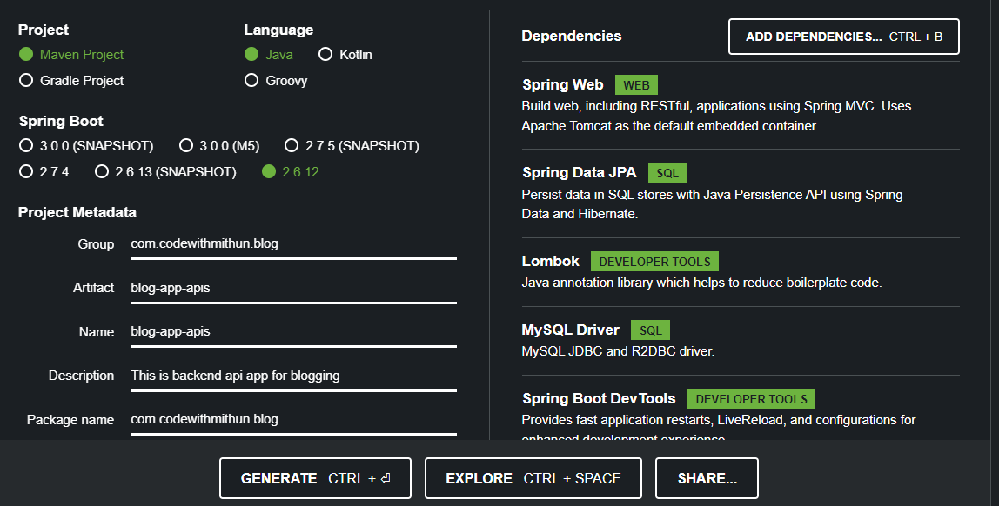 Project
Language
Maven Project
Java
Kotlin
Gradle Project
Groovy
Spring Boot
3.0.0 (SNAPSHOT)
3.0.0 (M5)
2.7.5 (SNAPSHOT)
2.7.4
2.6.13 (SNAPSHOT)
2.6.12
Project Metadata
Group
com.codewithmithun.blog
Artifact
blog-app-apis
Name
blog-app-apis
Description
This is backend api app for blogging
Package name
com.codewithmithun.blog
Dependencies
ADD DEPENDENCIES... CTRL + B
Spring Web WEB
Build web, including RESTful, applications using Spring MVC. Uses
Apache Tomcat as the default embedded container.
Spring Data JPA SQL
Persist data in SQL stores with Java Persistence API using Spring
Data and Hibernate.
Lombok DEVELOPER TOOLS
Java annotation library which helps to reduce boilerplate code.
MySQL Driver SQL
MySQL JDBC and R2DBC driver.
Spring Boot DevTools DEVELOPER TOOLS
Provides fast application restarts, LiveReload, and configurations for
enhanced development experience.
GENERATE CTRL + ⏎
EXPLORE CTRL + SPACE
SHARE...